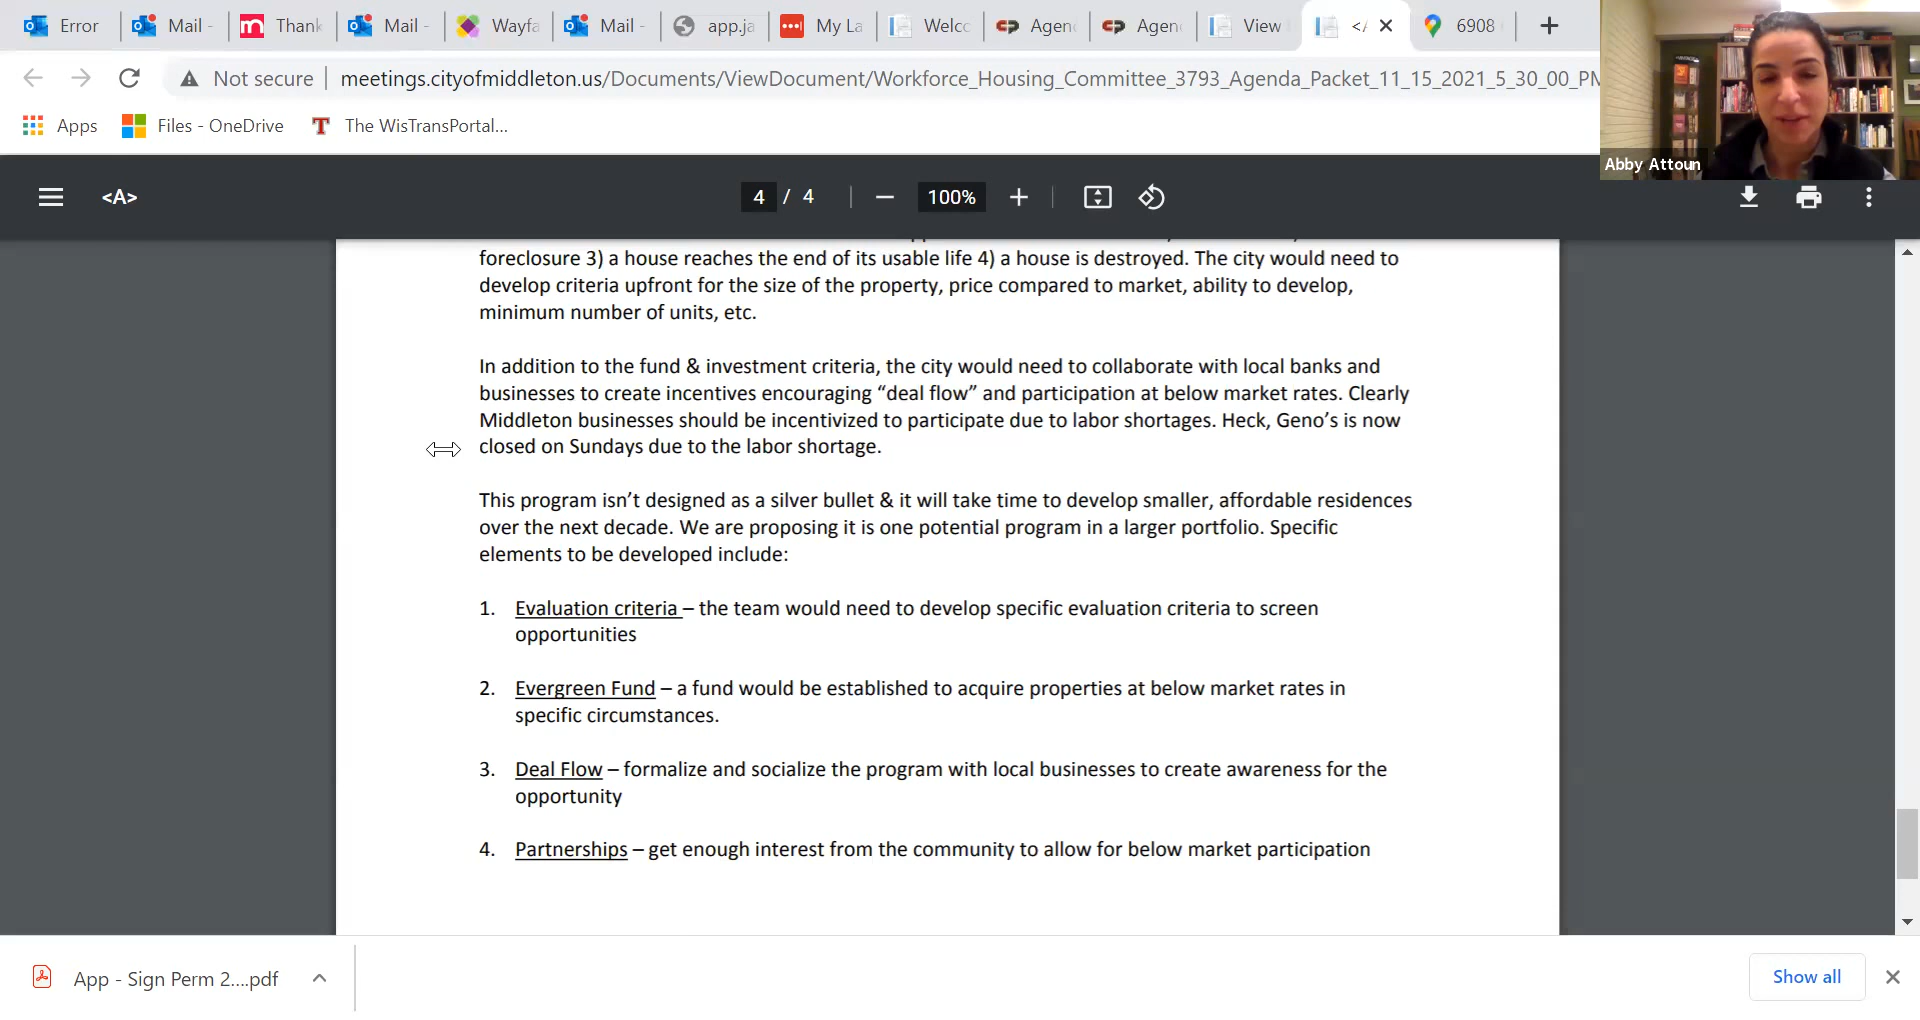 Error
Mail -
Thank
Mail -
Wayfa
Mail -
app.ja
My La
Welco
Agen
Agen
View
<A
6908
Not secure
meetings.cityofmiddleton.us/Documents/ViewDocument/Workforce_Housing_Committee_3793_Agenda_Packet_11_15_2021_5_30_00_PM
Apps
Files - OneDrive
T The WisTransPortal...
Abby Attoun
<A>
4 / 4
100%
foreclosure 3) a house reaches the end of its usable life 4) a house is destroyed. The city would need to
develop criteria upfront for the size of the property, price compared to market, ability to develop,
minimum number of units, etc.
In addition to the fund & investment criteria, the city would need to collaborate with local banks and
businesses to create incentives encouraging “deal flow” and participation at below market rates. Clearly
Middleton businesses should be incentivized to participate due to labor shortages. Heck, Geno’s is now
closed on Sundays due to the labor shortage.
This program isn’t designed as a silver bullet & it will take time to develop smaller, affordable residences
over the next decade. We are proposing it is one potential program in a larger portfolio. Specific
elements to be developed include:
1. Evaluation criteria – the team would need to develop specific evaluation criteria to screen
opportunities
2. Evergreen Fund – a fund would be established to acquire properties at below market rates in
specific circumstances.
3. Deal Flow – formalize and socialize the program with local businesses to create awareness for the
opportunity
4. Partnerships – get enough interest from the community to allow for below market participation
App - Sign Perm 2....pdf
Show all